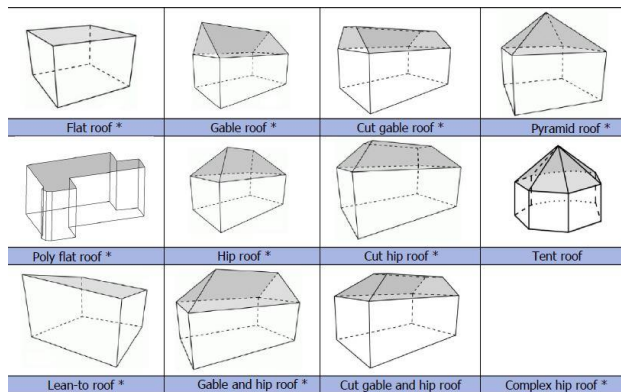 Flat roof *
Gable roof *
Cut gable roof *
Pyramid roof *
Poly flat roof *
Hip roof *
Cut hip roof *
Tent roof
Lean-to roof *
Gable and hip roof *
Cut gable and hip roof
Complex hip roof *